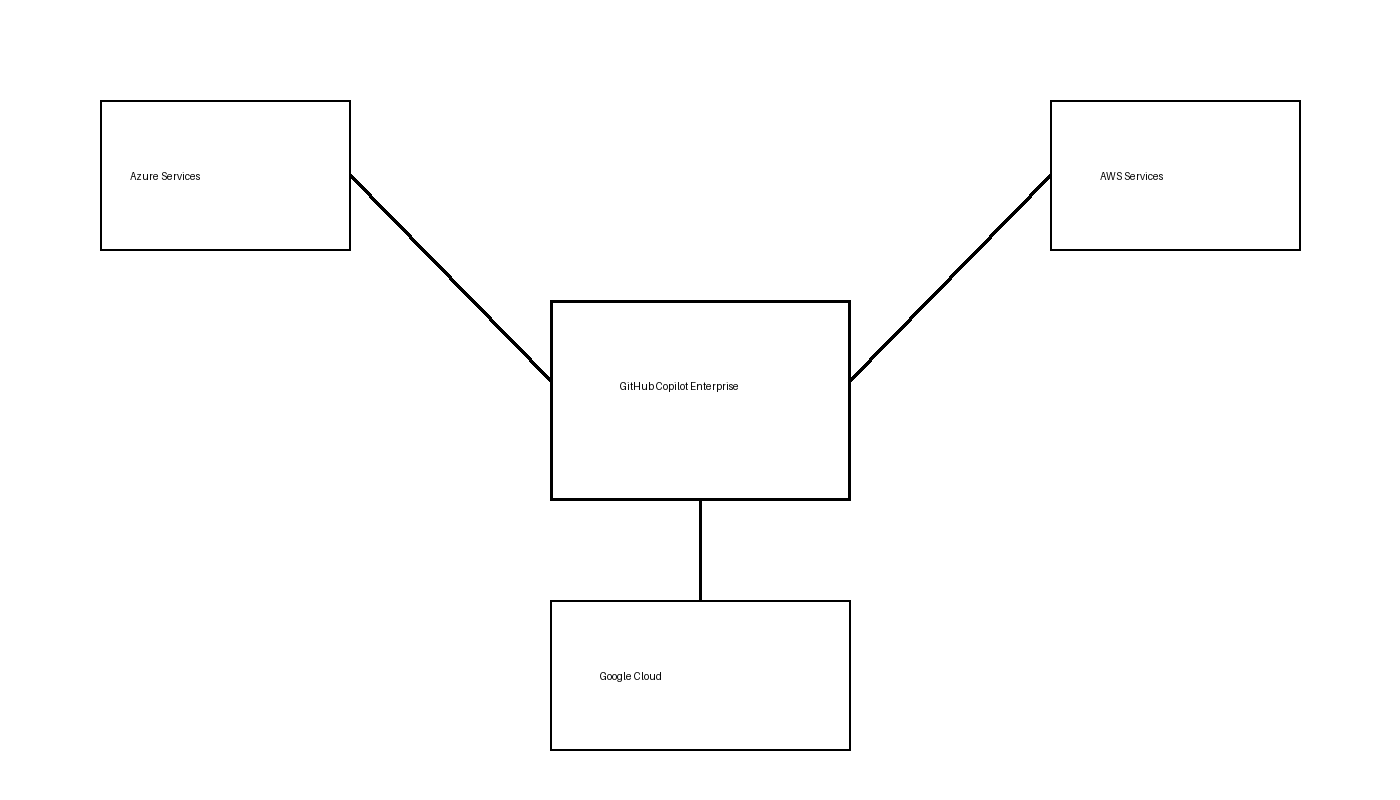 Azure Services
AWS Services
GitHub Copilot Enterprise
Google Cloud